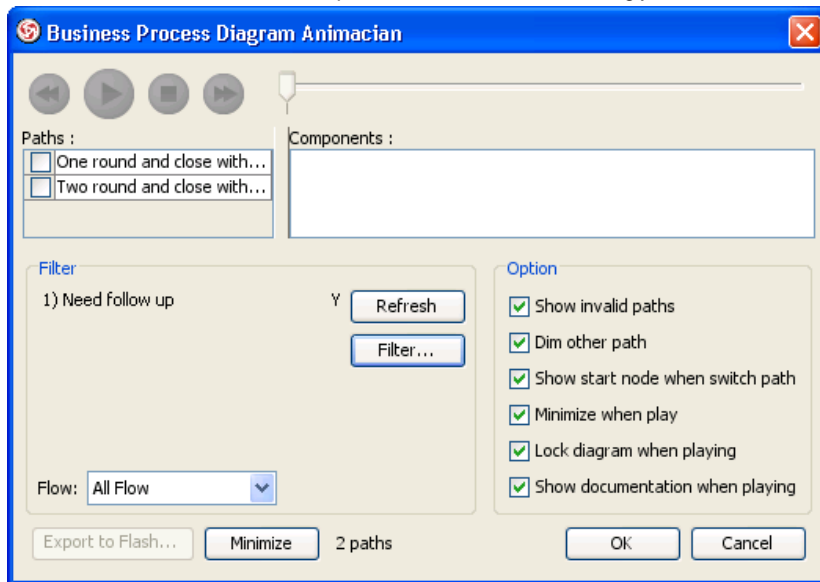 Business Process Diagram Animacian
Paths :
One round and close with...
Two round and close with...
Components :
Filter
1) Need follow up Y
Refresh
Filter...
Flow: All Flow
Option
Show invalid paths
Dim other path
Show start node when switch path
Minimize when play
Lock diagram when playing
Show documentation when playing
Export to Flash... Minimize 2 paths OK Cancel